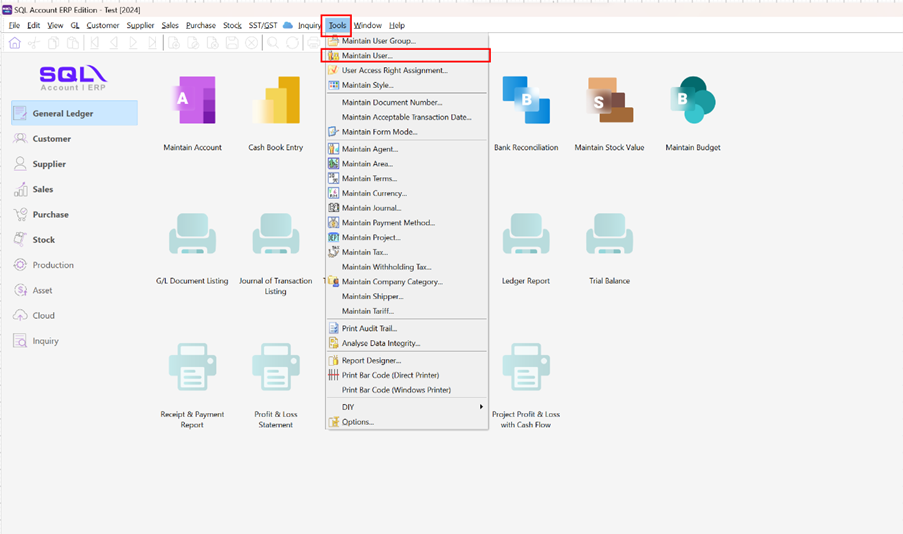 SQL Account ERP Edition - Test [2024]
File Edit View GL Customer Supplier Sales Purchase Stock SST/GST Inquiry Tools Window Help
SQL
Account | ERP
General Ledger
Customer
Supplier
Sales
Purchase
Stock
Production
Asset
Cloud
Inquiry
A
Maintain Account
Cash Book Entry
Maintain User Group...
Maintain User...
User Access Right Assignment...
Maintain Style...
Maintain Document Number...
Maintain Acceptable Transaction Date...
Maintain Form Mode...
Maintain Agent...
Maintain Area...
Maintain Terms...
Maintain Currency...
Maintain Journal...
Maintain Payment Method...
Maintain Project...
Maintain Tax...
Maintain Withholding Tax...
Maintain Company Category...
Maintain Shipper...
Maintain Tariff...
Print Audit Trail...
Analyse Data Integrity...
Report Designer...
Print Bar Code (Direct Printer)
Print Bar Code (Windows Printer)
DIY
Options...
B
Bank Reconciliation
S
Maintain Stock Value
B
Maintain Budget
G/L Document Listing
Journal of Transaction
Listing
Ledger Report
Trial Balance
Receipt & Payment
Report
Profit & Loss
Statement
Project Profit & Loss
with Cash Flow